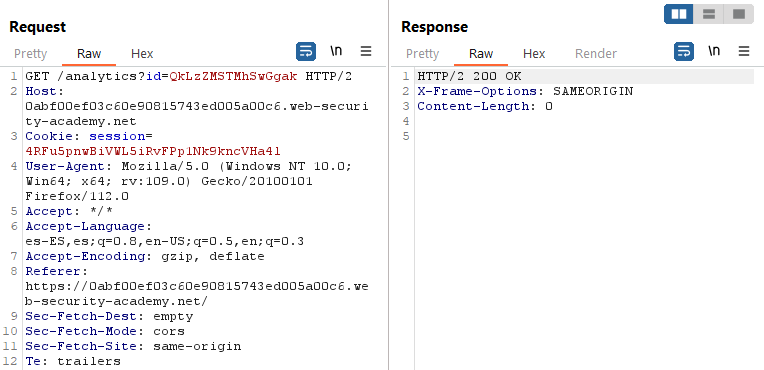 Request
Pretty Raw Hex
\n
1 GET /analytics?id=QkLzZMSTMhSwGgak HTTP/2
2 Host:
0abf00ef03c60e90815743ed005a00c6.web-securi
ty-academy.net
3 Cookie: session=
4RFu5pnwBiVWL5iRvFPp1Nk9kncVHa4l
4 User-Agent: Mozilla/5.0 (Windows NT 10.0;
Win64; x64; rv:109.0) Gecko/20100101
Firefox/112.0
5 Accept: */*
6 Accept-Language:
es-ES,es;q=0.8,en-US;q=0.5,en;q=0.3
7 Accept-Encoding: gzip, deflate
8 Referer:
https://0abf00ef03c60e90815743ed005a00c6.we
b-security-academy.net/
9 Sec-Fetch-Dest: empty
10 Sec-Fetch-Mode: cors
11 Sec-Fetch-Site: same-origin
12 Te: trailers
Response
Pretty Raw Hex Render
\n
1 HTTP/2 200 OK
2 X-Frame-Options: SAMEORIGIN
3 Content-Length: 0
4
5